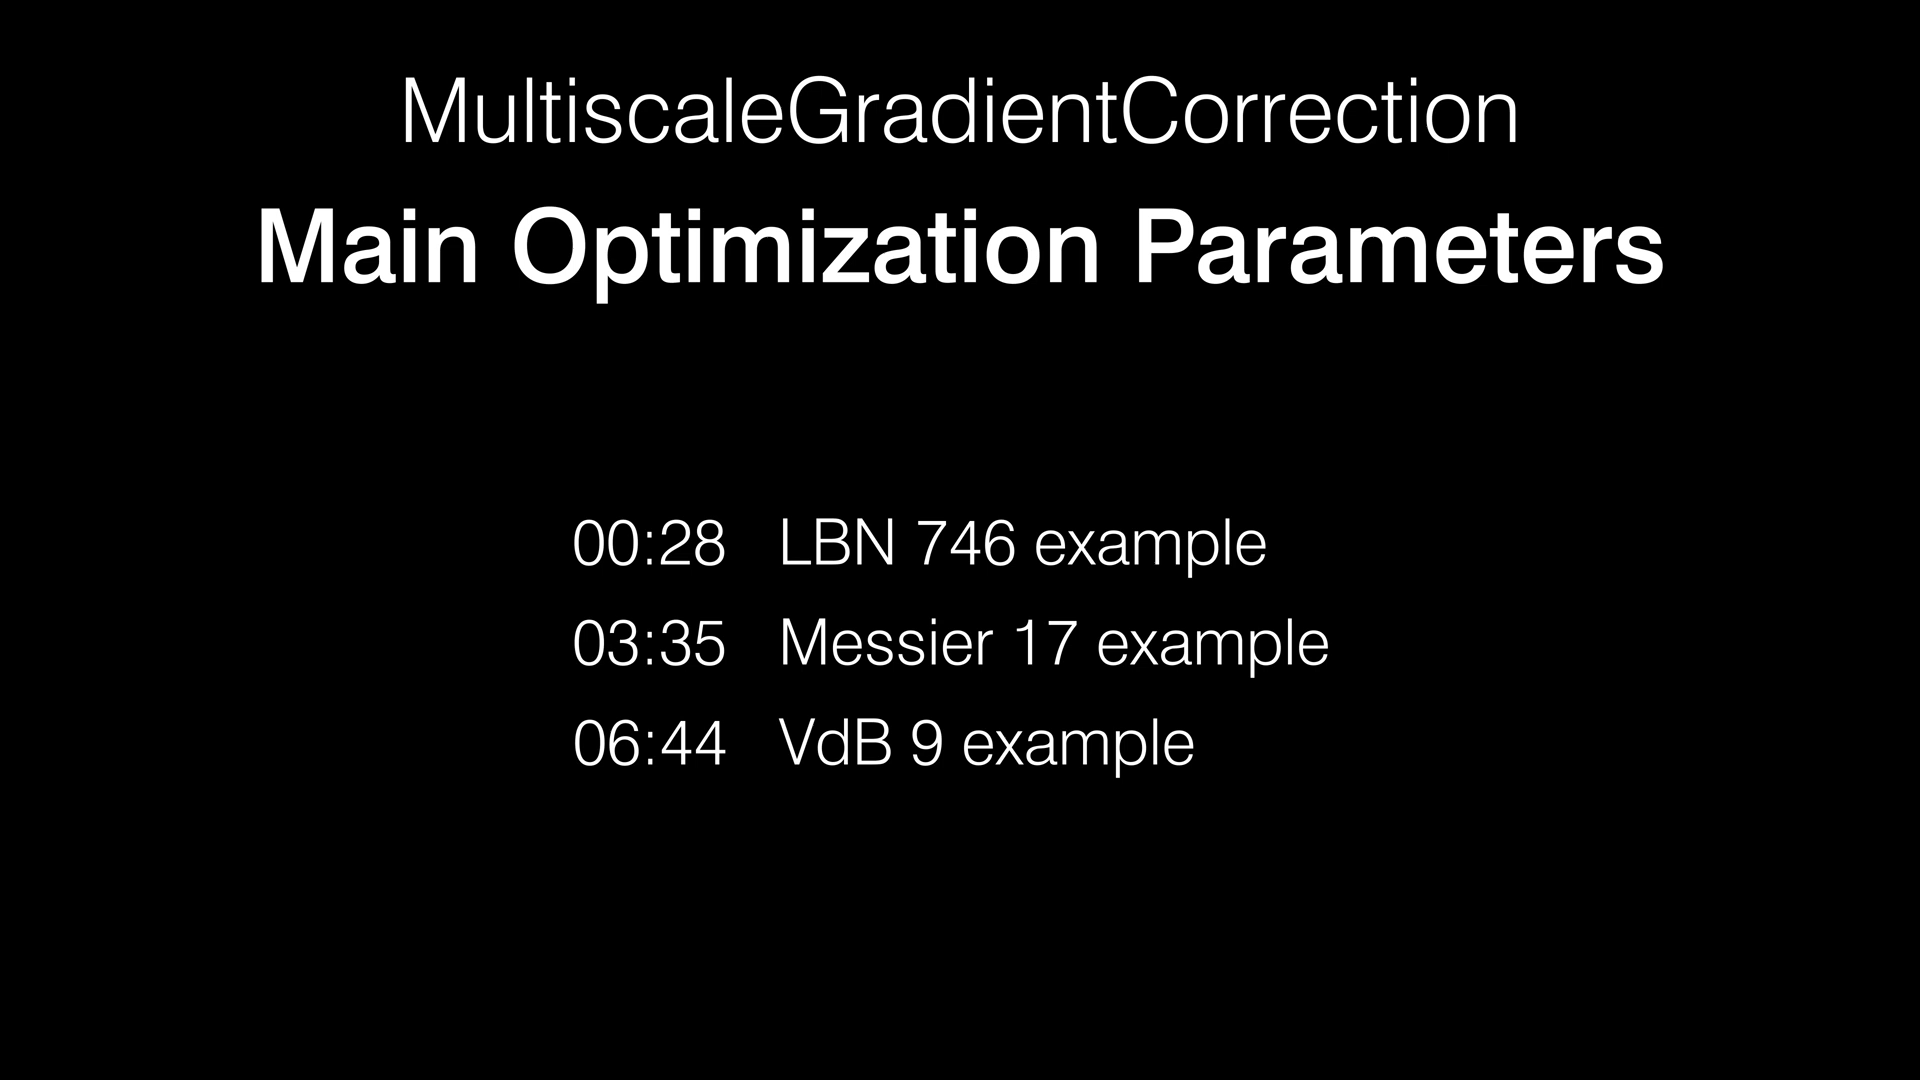 MultiscaleGradientCorrection
Main Optimization Parameters
00:28 LBN 746 example
03:35 Messier 17 example
06:44 VdB 9 example